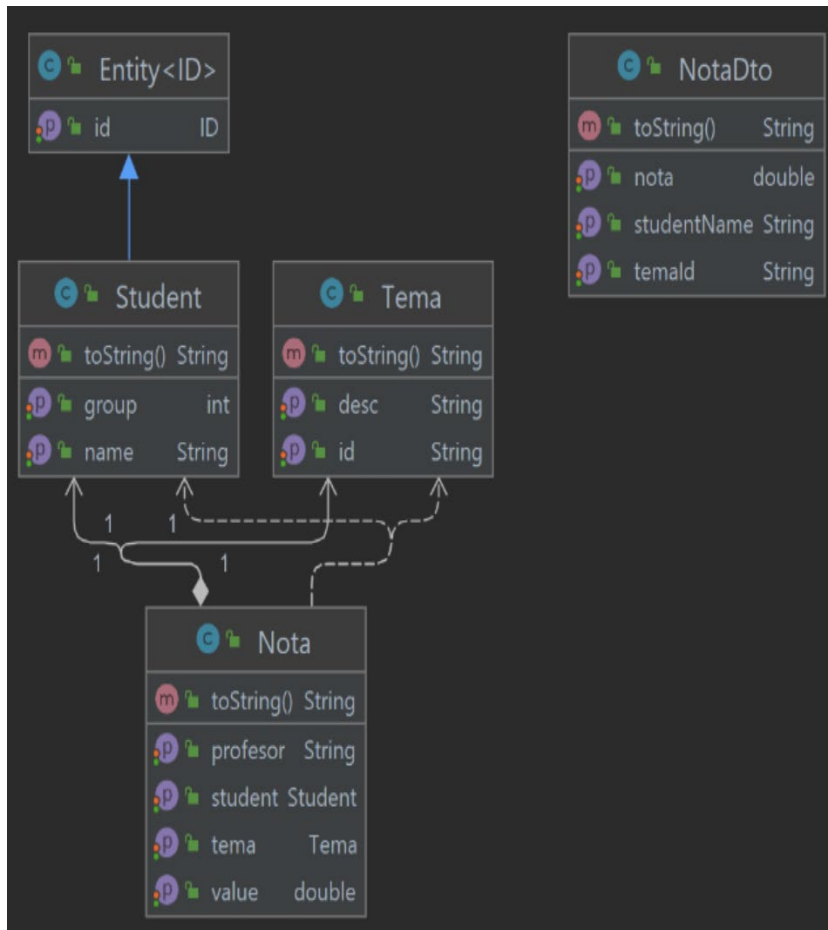 Entity<ID>
id ID
NotaDto
toString() String
nota double
studentName String
temaId String
Student
toString() String
group int
name String
Tema
toString() String
desc String
id String
1 1
1 1
Nota
toString() String
profesor String
student Student
tema Tema
value double